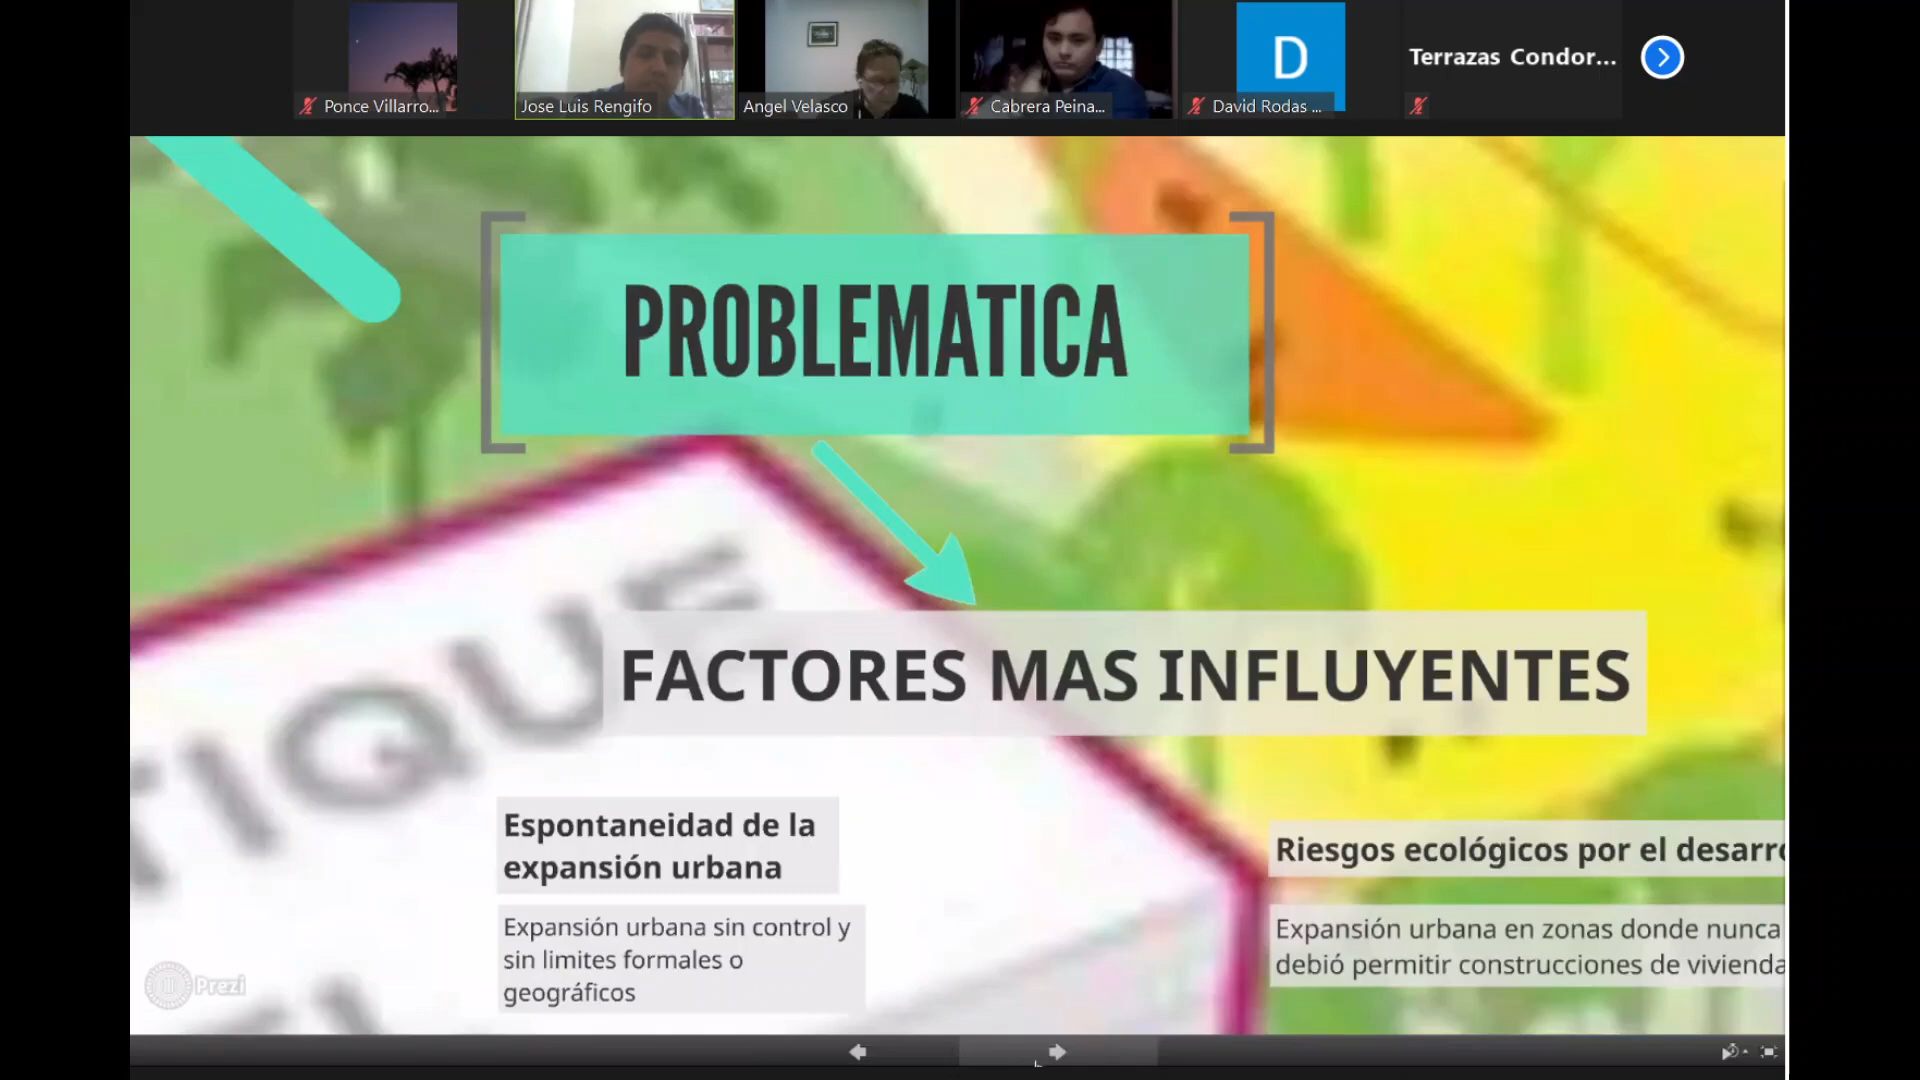 Ponce Villarro...
Jose Luis Rengifo
Angel Velasco
Cabrera Peina...
D
David Rodas ...
Terrazas Condor...
PROBLEMATICA
TIQUE
FACTORES MAS INFLUYENTES
Espontaneidad de la
expansión urbana
Expansión urbana sin control y
sin limites formales o
geográficos
Riesgos ecológicos por el desarro
Expansión urbana en zonas donde nunca
debió permitir construcciones de vivienda
Prezi